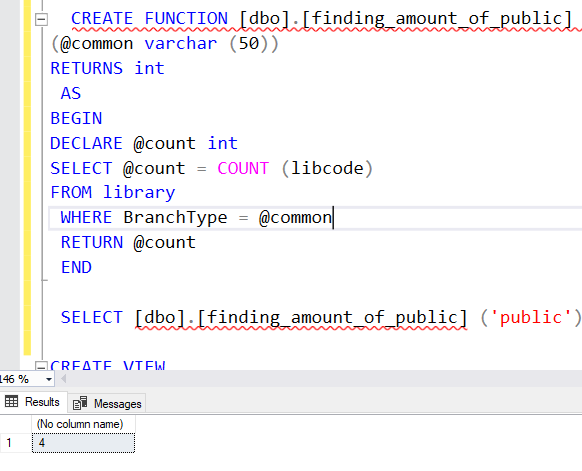 CREATE FUNCTION [dbo].[finding_amount_of_public]
(@common varchar (50))
RETURNS int
AS
BEGIN
DECLARE @count int
SELECT @count = COUNT (libcode)
FROM library
WHERE BranchType = @common
RETURN @count
END
SELECT [dbo].[finding_amount_of_public] ('public')
CREATE VIEW
146 %
Results Messages
(No column name)
1 4